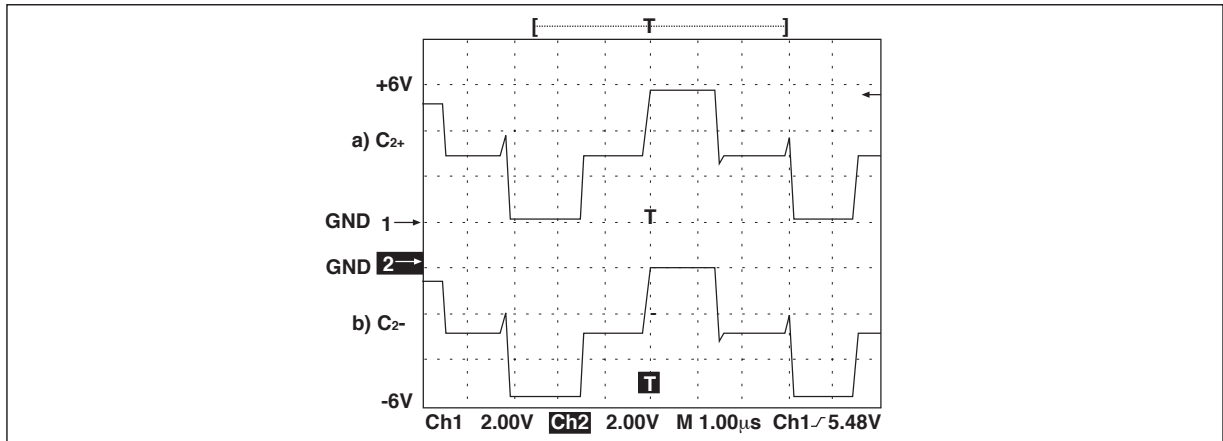 [ T ]
+6V
a) C2+
GND 1
T
GND 2
b) C2-
T
-6V
Ch1 2.00V Ch2 2.00V M 1.00µs Ch1 5.48V